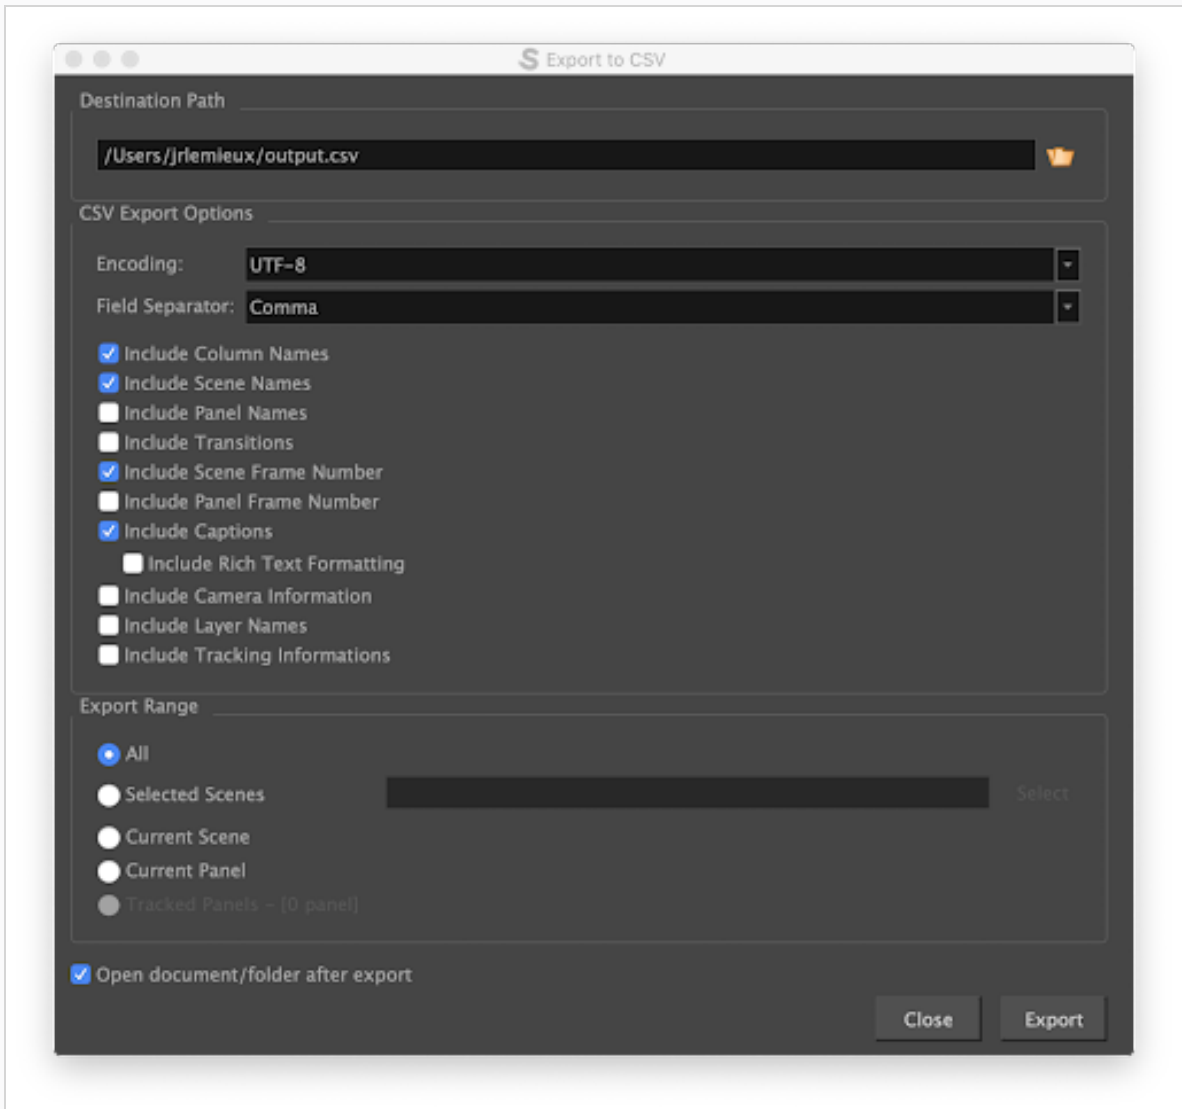 Export to CSV
Destination Path
/Users/jrlemieux/output.csv
CSV Export Options
Encoding: UTF-8
Field Separator: Comma
Include Column Names
Include Scene Names
Include Panel Names
Include Transitions
Include Scene Frame Number
Include Panel Frame Number
Include Captions
Include Rich Text Formatting
Include Camera Information
Include Layer Names
Include Tracking Informations
Export Range
All
Selected Scenes Select
Current Scene
Current Panel
Tracked Panels - [0 panel]
Open document/folder after export
Close Export